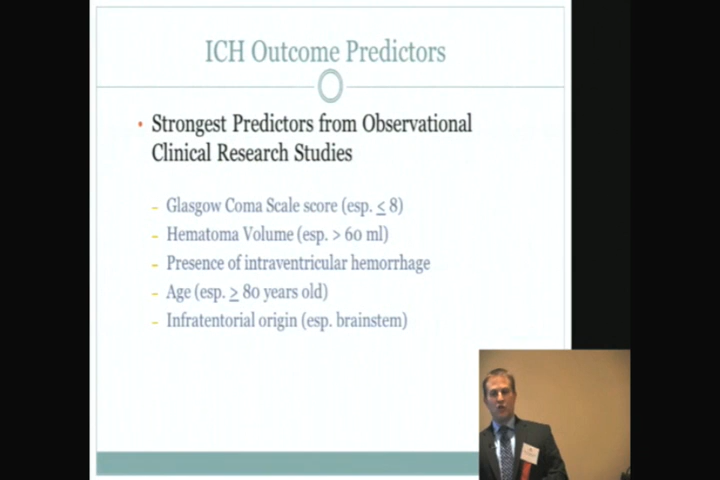 ICH Outcome Predictors
• Strongest Predictors from Observational
Clinical Research Studies
– Glasgow Coma Scale score (esp. ≤ 8)
– Hematoma Volume (esp. > 60 ml)
– Presence of intraventricular hemorrhage
– Age (esp. ≥ 80 years old)
– Infratentorial origin (esp. brainstem)